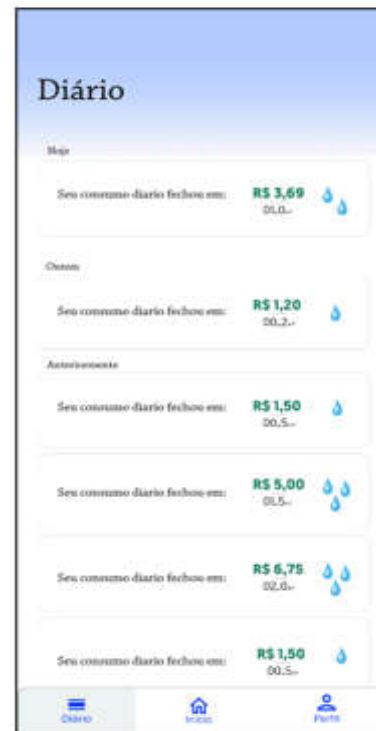 Diário
Hoje
Seu consumo diario fechou em:
R$ 3,69
Ontem
Seu consumo diario fechou em:
R$ 1,20
Anteriormente
Seu consumo diario fechou em:
R$ 1,50
Seu consumo diario fechou em:
R$ 5,00
Seu consumo diario fechou em:
R$ 6,75
Seu consumo diario fechou em:
R$ 1,50
Diário
Início
Perfil